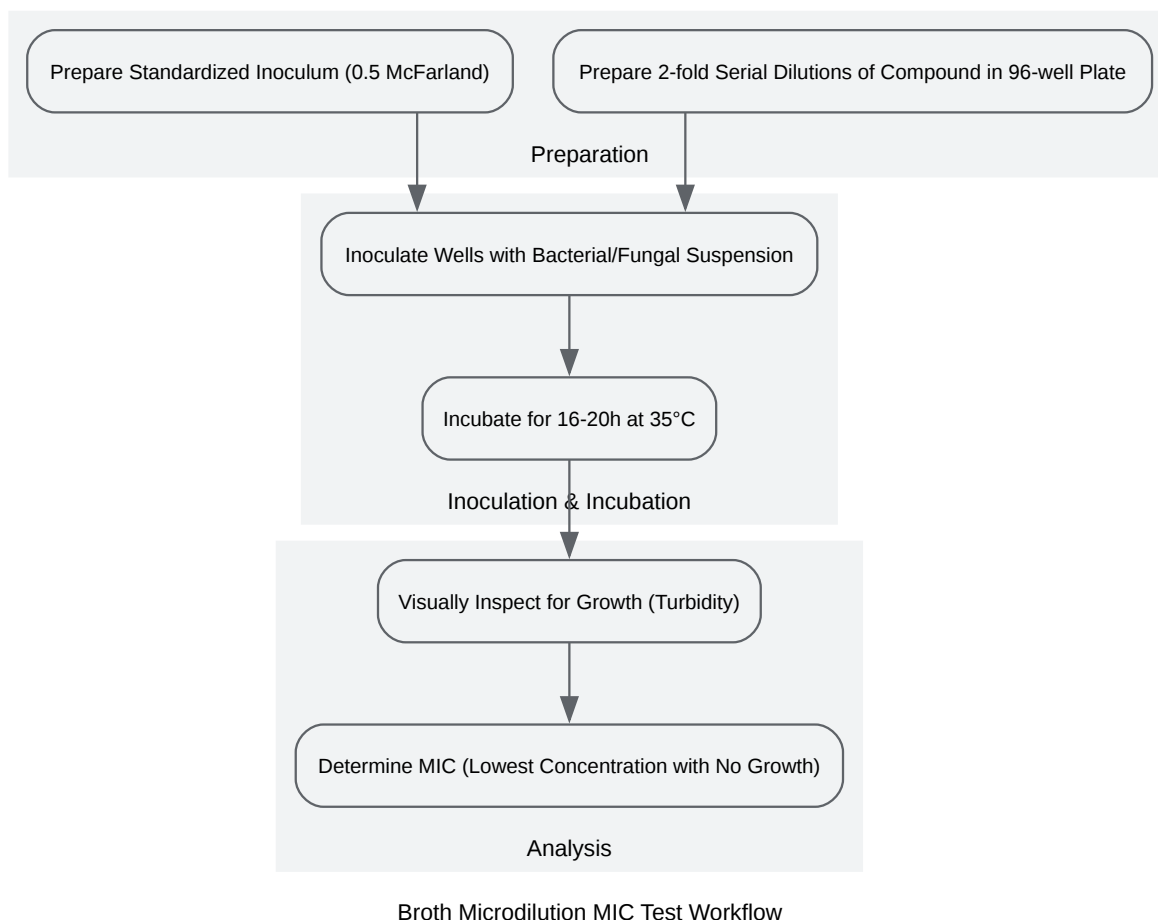 Prepare Standardized Inoculum (0.5 McFarland)
Prepare 2-fold Serial Dilutions of Compound in 96-well Plate
Preparation
Inoculate Wells with Bacterial/Fungal Suspension
Incubate for 16-20h at 35°C
Inoculation & Incubation
Visually Inspect for Growth (Turbidity)
Determine MIC (Lowest Concentration with No Growth)
Analysis
Broth Microdilution MIC Test Workflow